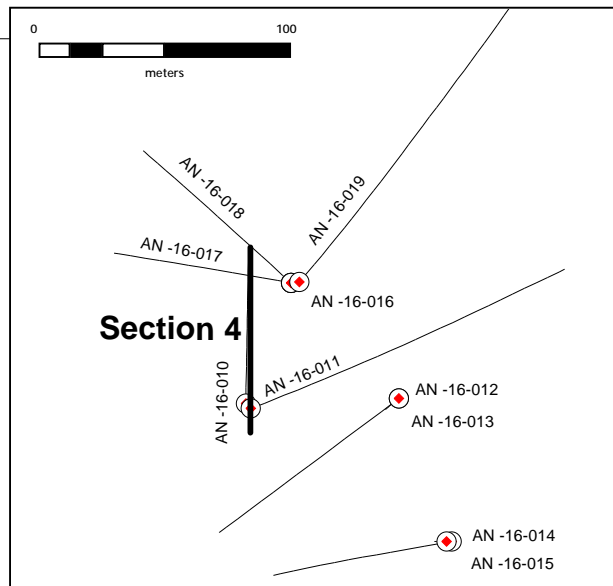 0 100
meters
AN -16-018
AN -16-019
AN -16-017
AN -16-016
Section 4
AN -16-011
AN -16-010
AN -16-012
AN -16-013
AN -16-014
AN -16-015